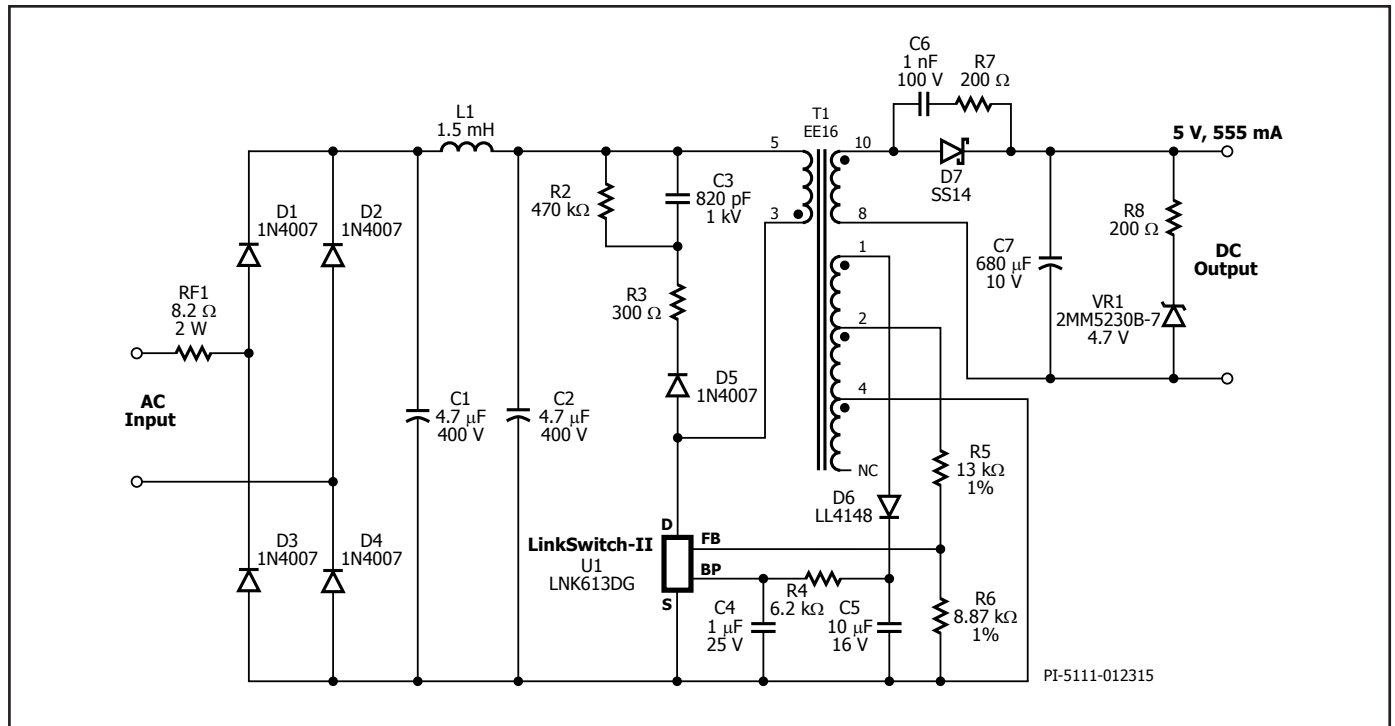 C6
1 nF
100 V
R7
200 Ω
L1
1.5 mH
T1
EE16
5
10
5 V, 555 mA
D7
SS14
R2
470 kΩ
C3
820 pF
1 kV
3
8
D1
1N4007
D2
1N4007
R8
200 Ω
1
C7
680 μF
10 V
DC
Output
RF1
8.2 Ω
2 W
R3
300 Ω
2
VR1
2MM5230B-7
4.7 V
D5
1N4007
4
AC
Input
C1
4.7 μF
400 V
C2
4.7 μF
400 V
NC
R5
13 kΩ
1%
D6
LL4148
D3
1N4007
D4
1N4007
D
LinkSwitch-II
U1
LNK613DG
FB
BP
S
R4
6.2 kΩ
C4
1 μF
25 V
C5
10 μF
16 V
R6
8.87 kΩ
1%
PI-5111-012315